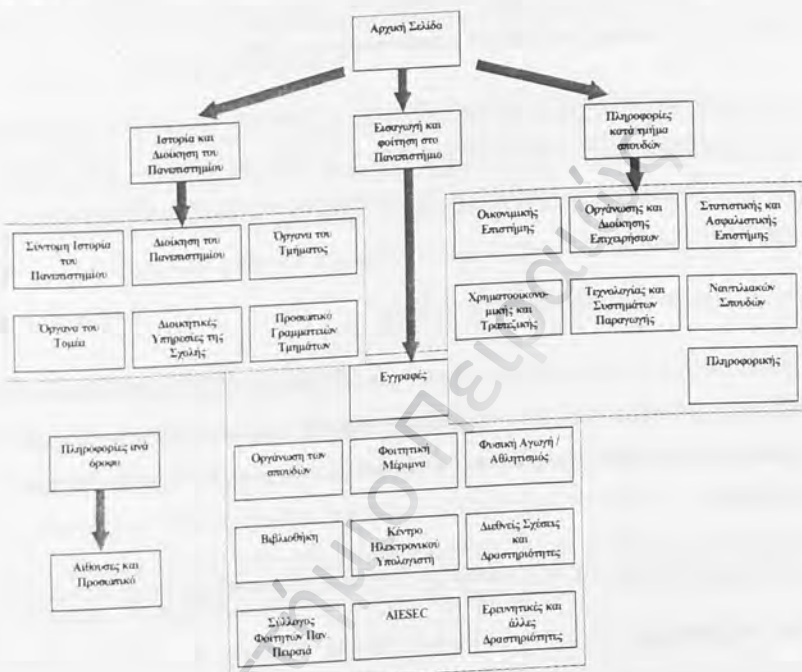 Αρχική Σελίδα
Ιστορία και
Διοίκηση του
Πανεπιστημίου
Εισαγωγή και
φοίτηση στο
Πανεπιστήμιο
Πληροφορίες
κατά τμήμα
σπουδών
Σύντομη Ιστορία
του
Πανεπιστημίου
Διοίκηση του
Πανεπιστημίου
Όργανα του
Τμήματος
Όργανα του
Τομέα
Διοικητικές
Υπηρεσίες της
Σχολής
Προσωπικό
Γραμματειών
Τμημάτων
Οικονιμικής
Επιστήμης
Οργάνωσης και
Διοίκησης
Επιχειρήσεων
Στατιστικής και
Ασφαλιστικής
Επιστήμης
Χρηματοοικονο-
μικής και
Τραπεζικής
Τεχνολογίας και
Συστημάτων
Παραγωγής
Ναυτιλιακών
Σπουδών
Πληροφορικής
Εγγραφές
Οργάνωση των
σπουδών
Φοιτητική
Μέριμνα
Φυσική Αγωγή /
Αθλητισμός
Βιβλιοθήκη
Κέντρο
Ηλεκτρονικού
Υπολογιστή
Διεθνείς Σχέσεις
και
Δραστηριότητες
Σύλλογος
Φοιτητών Παν.
Πειραιά
AIESEC
Ερευνητικές και
άλλες
Δραστηριότητες
Πληροφορίες ανά
όροφο
Αίθουσες και
Προσωπικό
Πειραιώς